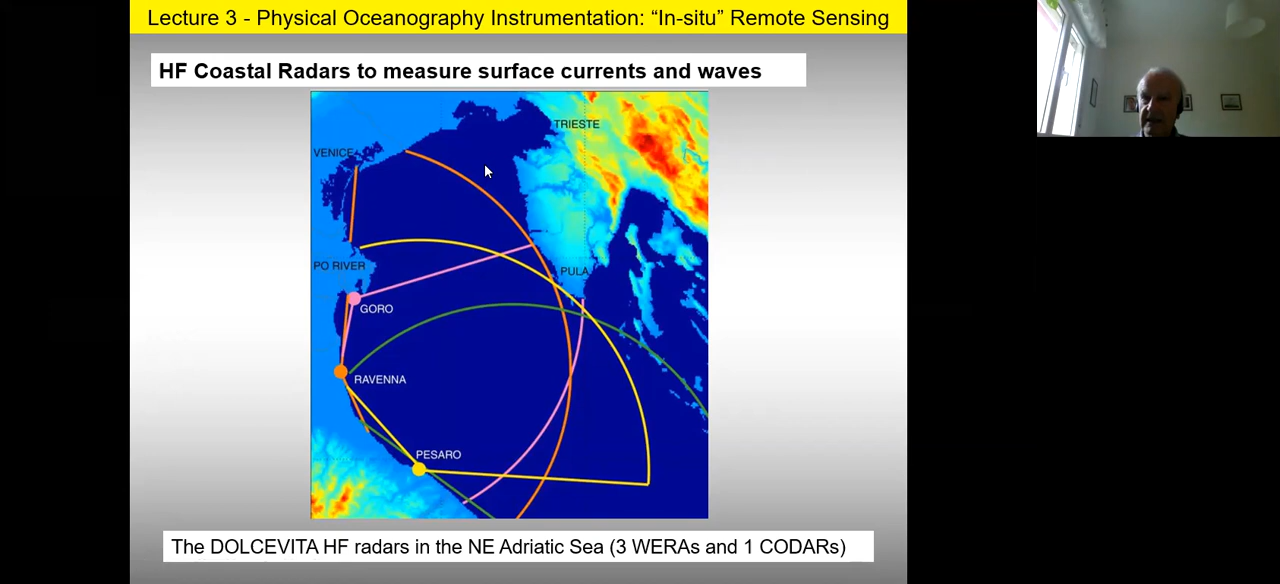 Lecture 3 - Physical Oceanography Instrumentation: “In-situ” Remote Sensing
HF Coastal Radars to measure surface currents and waves
TRIESTE
VENICE
PO RIVER
PULA
GORO
RAVENNA
PESARO
The DOLCEVITA HF radars in the NE Adriatic Sea (3 WERAs and 1 CODARs)